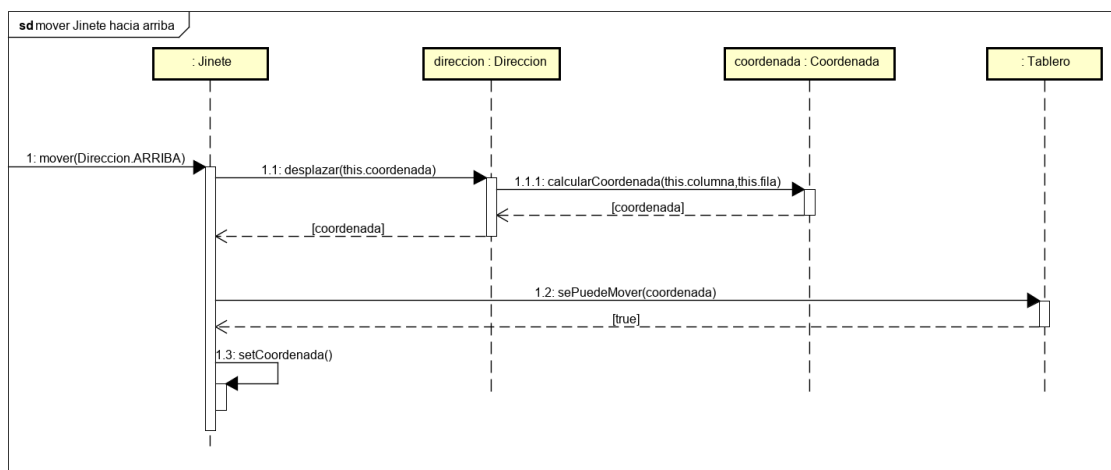 sd mover Jinete hacia arriba
: Jinete
direccion : Direccion
coordenada : Coordenada
: Tablero
1: mover(Direccion.ARRIBA)
1.1: desplazar(this.coordenada)
1.1.1: calcularCoordenada(this.columna,this.fila)
[coordenada]
[coordenada]
1.2: sePuedeMover(coordenada)
[true]
1.3: setCoordenada()